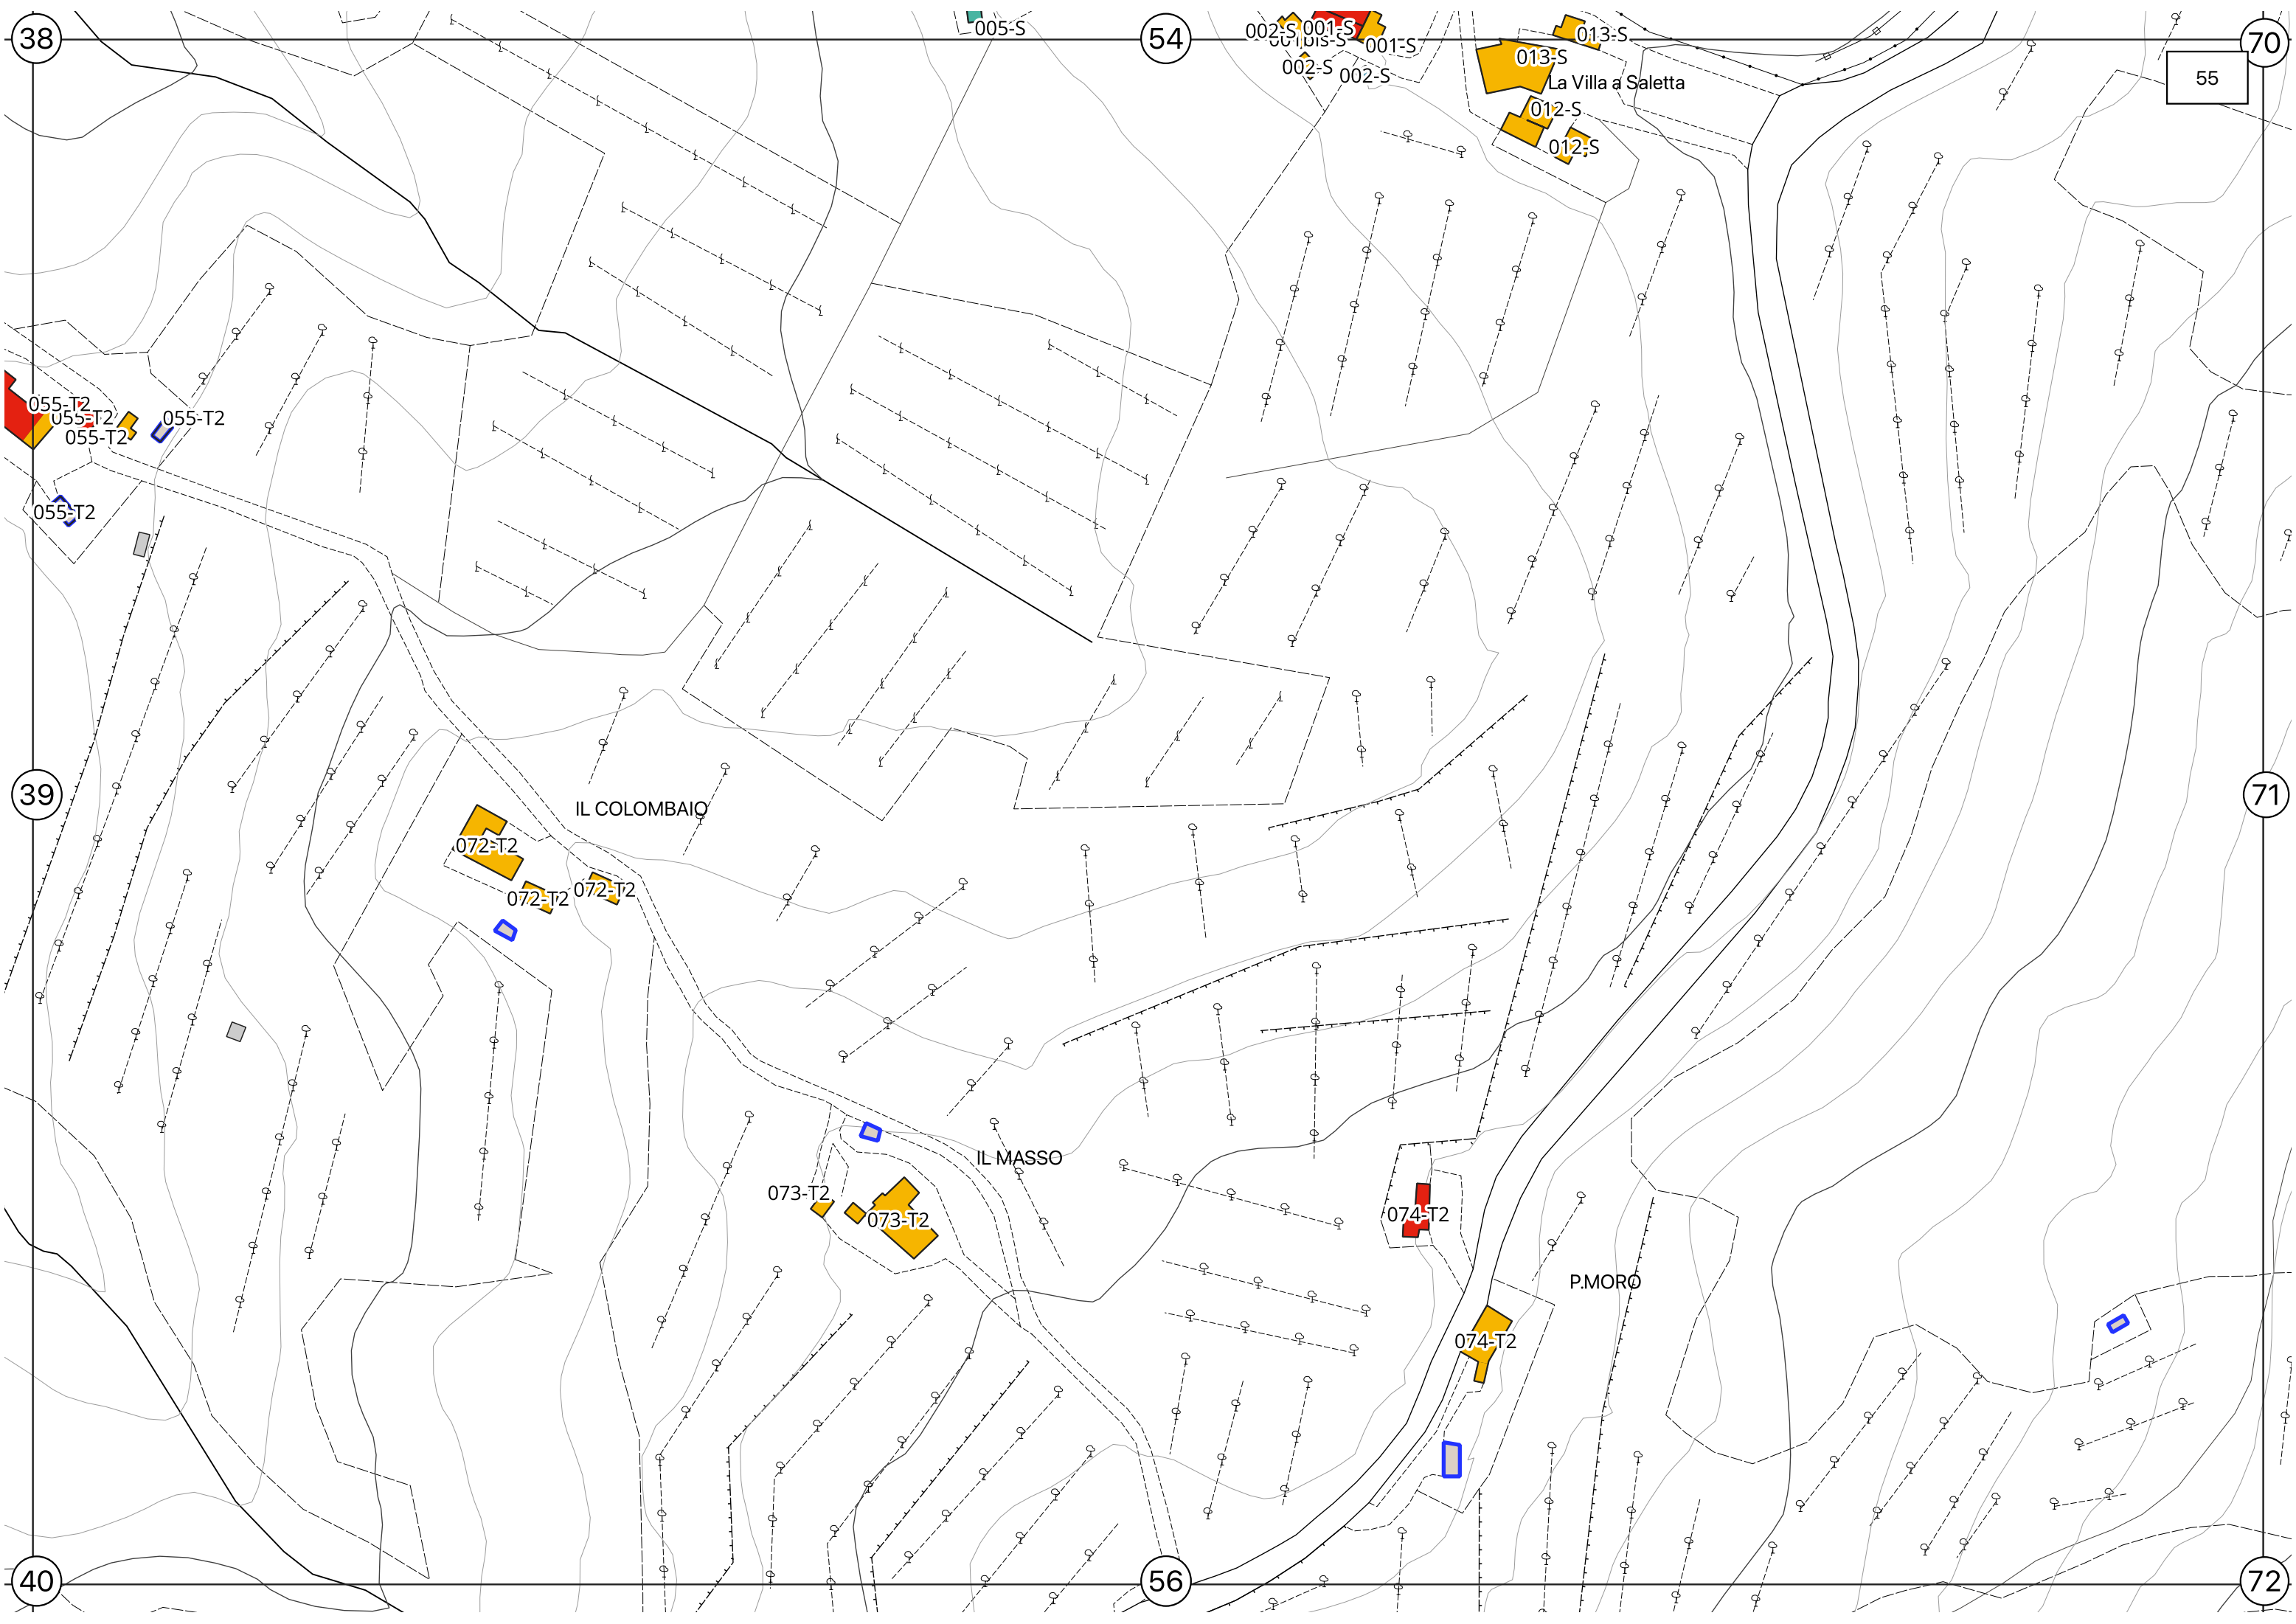 38
005-S
54
002-S
001-S
001bis-S
001-S
002-S
002-S
013-S
013-S
La Villa a Saletta
70
55
012-S
012-S
055-T2
055-T2
055-T2
055-T2
055-T2
39
IL COLOMBAIO
71
072-T2
072-T2
072-T2
IL MASSO
073-T2
073-T2
074-T2
P.MORO
074-T2
40
56
72